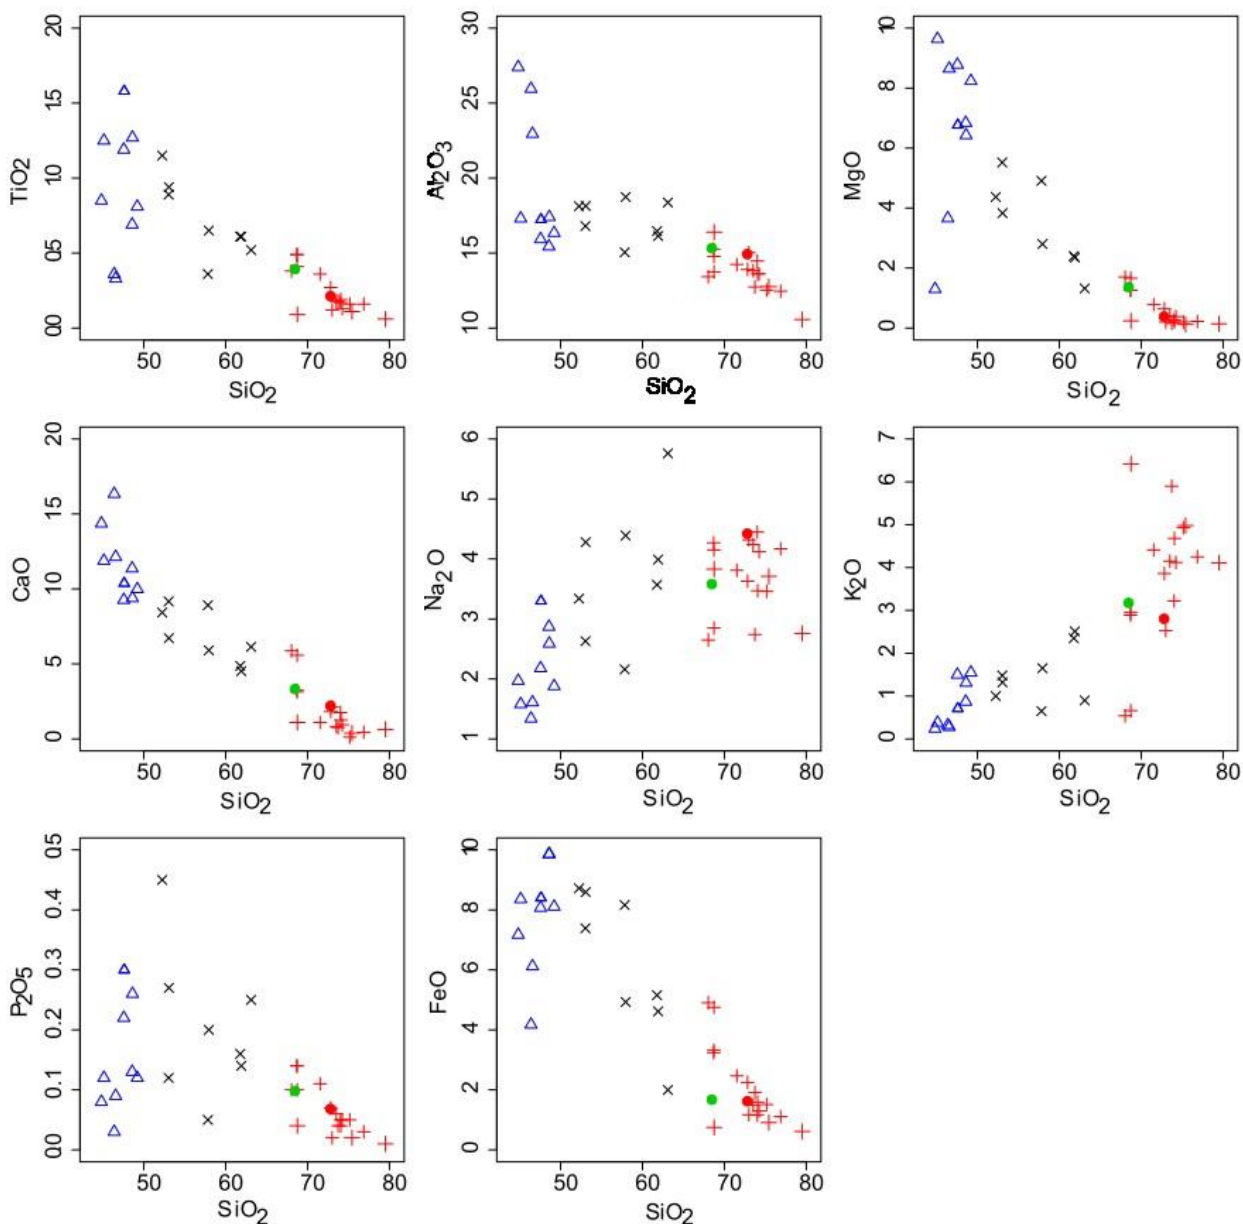 TiO2
00 05 10 15 20
50 60 70 80
SiO2
Al2O3
10 15 20 25 30
50 60 70 80
SiO2
MgO
0 2 4 6 8 10
50 60 70 80
SiO2
CaO
0 5 10 15 20
50 60 70 80
SiO2
Na2O
1 2 3 4 5 6
50 60 70 80
SiO2
K2O
0 1 2 3 4 5 6 7
50 60 70 80
SiO2
P2O5
0.0 0.1 0.2 0.3 0.4 0.5
50 60 70 80
SiO2
FeO
0 2 4 6 8 10
50 60 70 80
SiO2